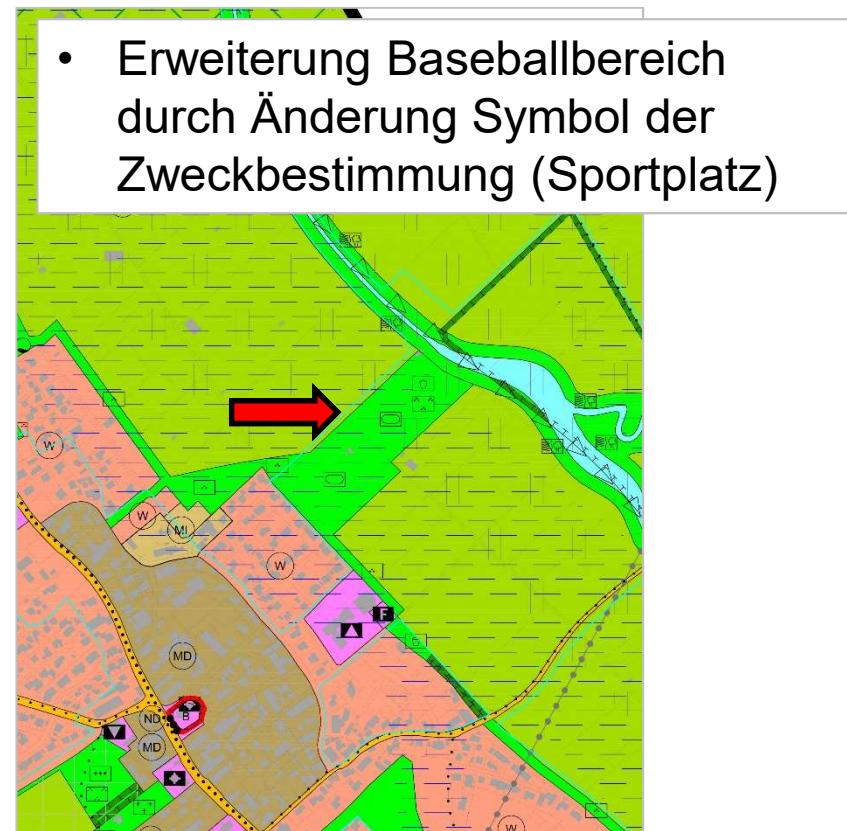 • Erweiterung Baseballbereich
durch Änderung Symbol der
Zweckbestimmung (Sportplatz)
W
W
MI
W
F
MD
B
ND
MD
W